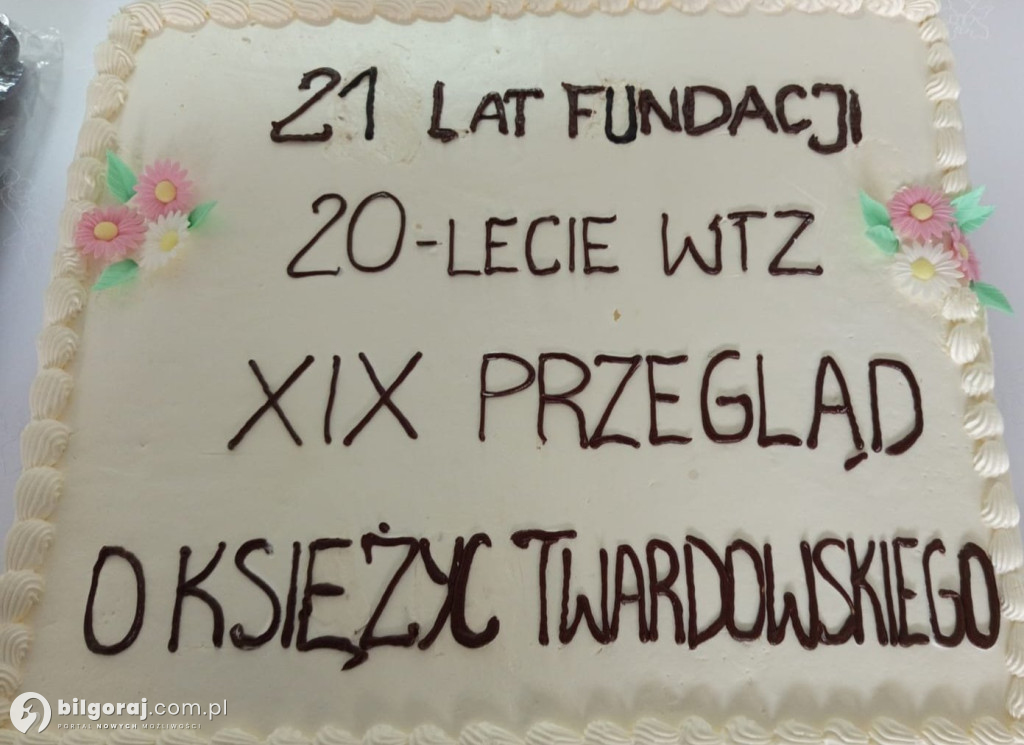 21 LAT FUNDACJI
20-LECIE WTZ
XIX PRZEGLĄD
O KSIĘŻYC TWARDOWSKIEGO
bilgoraj.com.pl
PORTAL NOWYCH MOŻLIWOŚCI